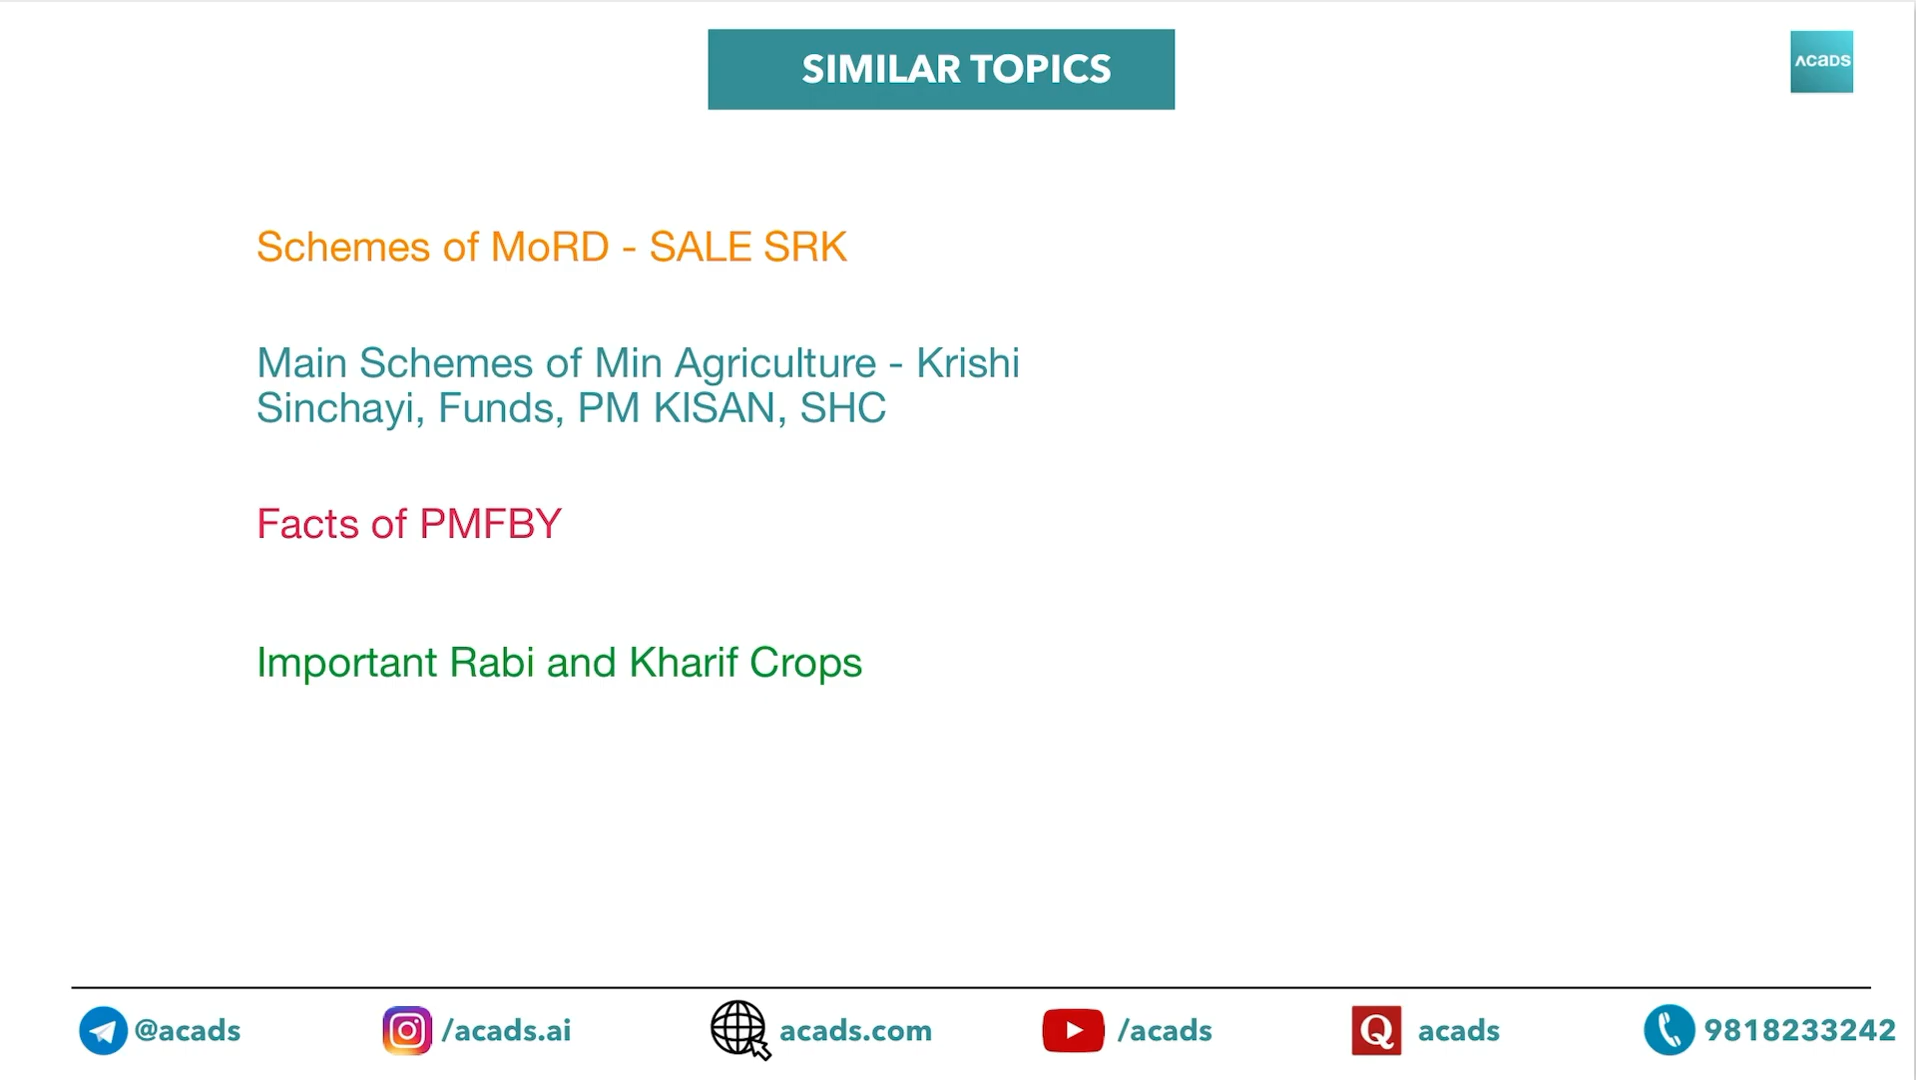 SIMILAR TOPICS
ΛCADS
Schemes of MoRD - SALE SRK
Main Schemes of Min Agriculture - Krishi
Sinchayi, Funds, PM KISAN, SHC
Facts of PMFBY
Important Rabi and Kharif Crops
@acads
/acads.ai
acads.com
/acads
Q acads
9818233242